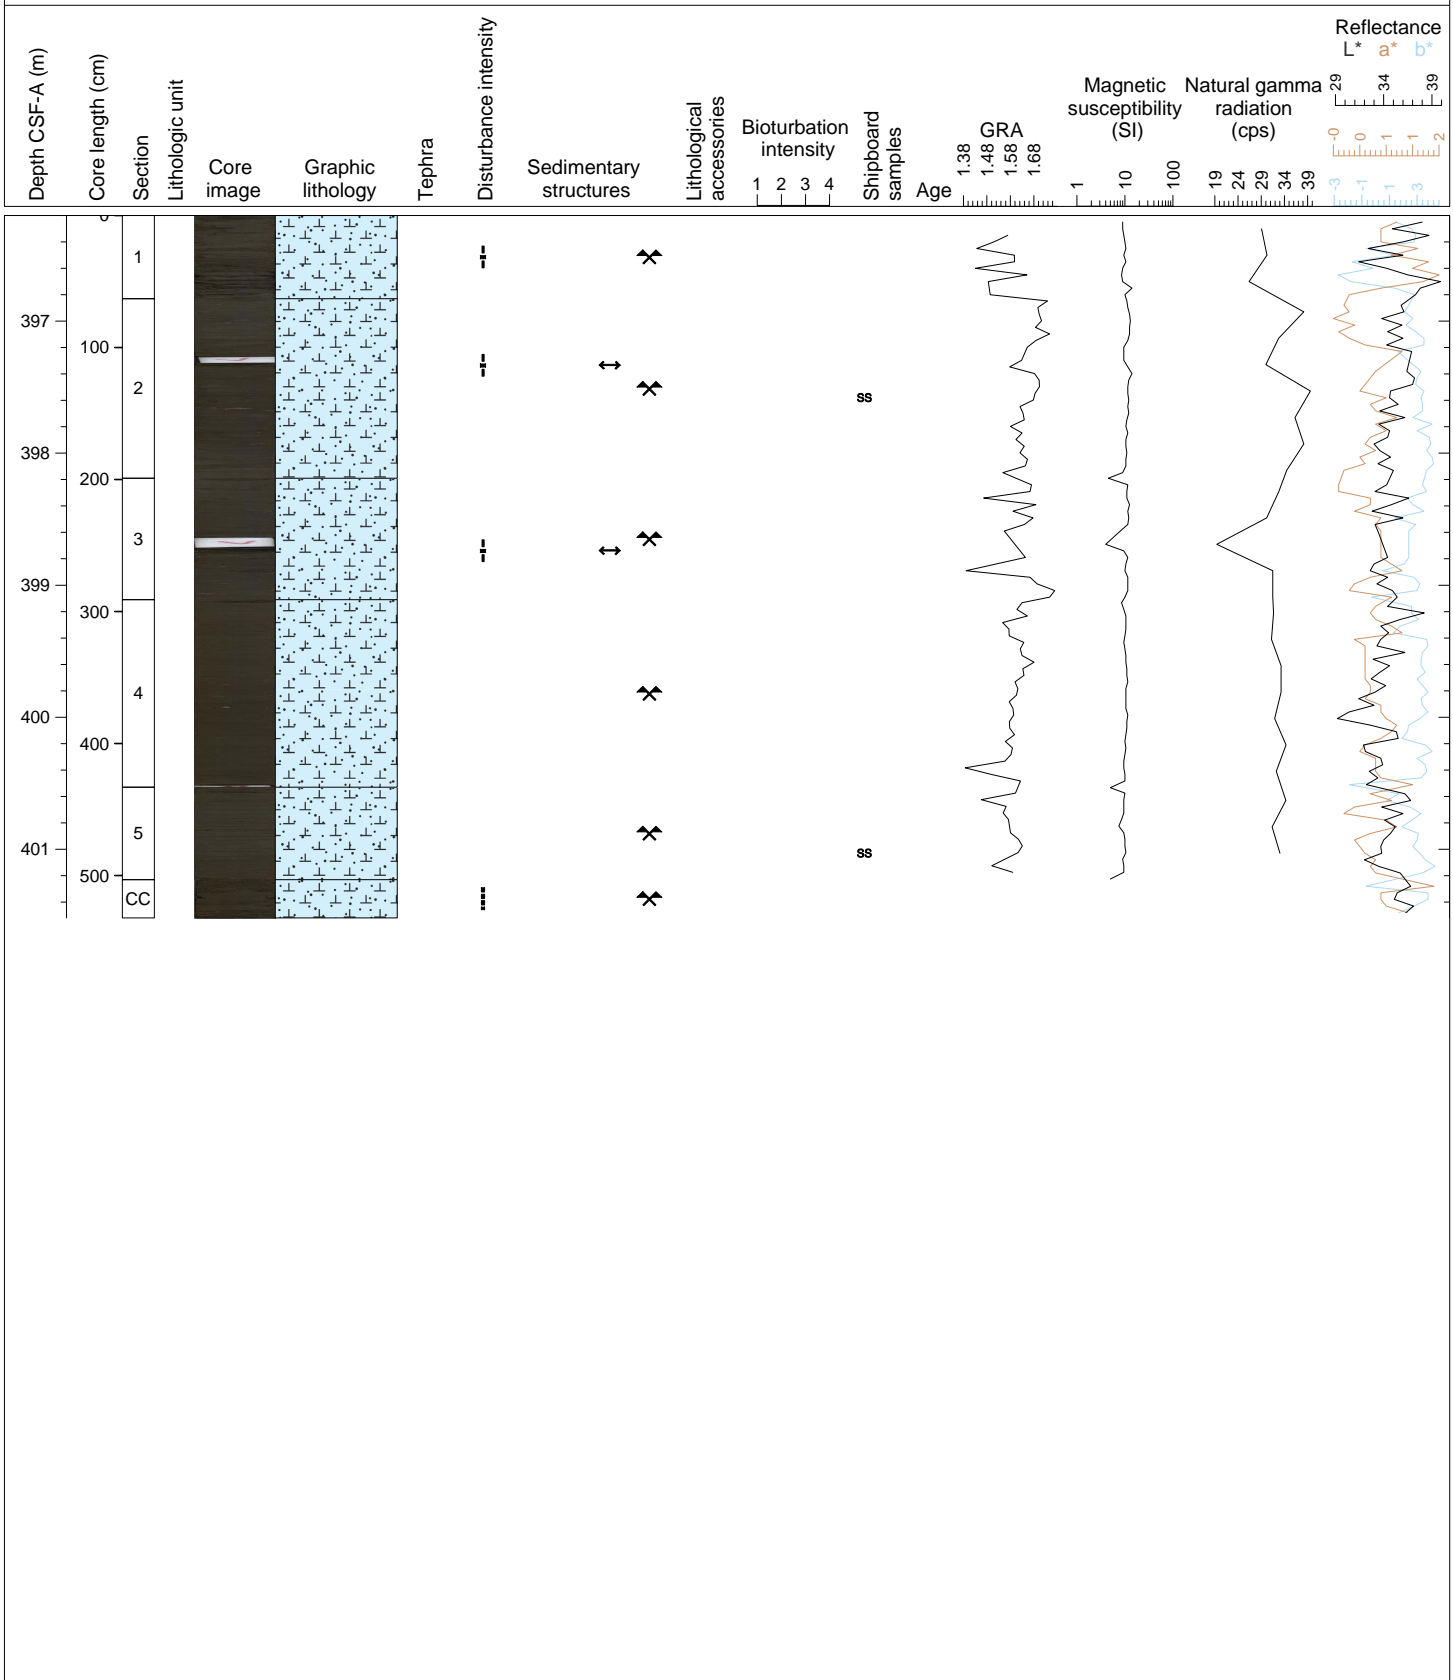 Depth CSF-A (m)
Core length (cm)
Section
Lithologic unit
Core
image
Graphic
lithology
Tephra
Disturbance intensity
Sedimentary
structures
Lithological
accessories
Bioturbation
intensity
1 2 3 4
Shipboard
samples
Age
GRA
1.38 1.48 1.58 1.68
Magnetic
susceptibility
(SI)
1 10 100
Natural gamma
radiation
(cps)
19 24 29 34 39
Reflectance
L* a* b*
29 34 39
-0 0 1 1 2
-3 -1 1 3
0
1
397
100
2
ss
398
200
3
399
300
4
400
400
5
401
ss
500
CC